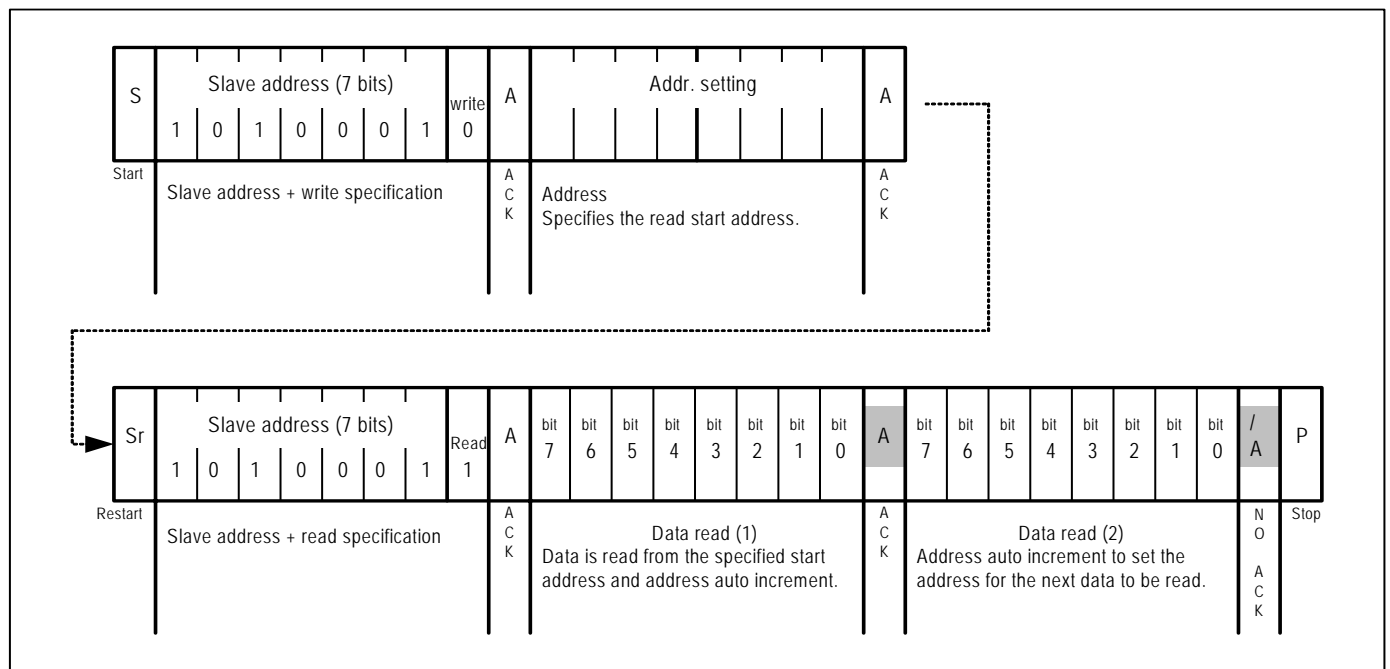 S Slave address (7 bits) write A Addr. setting A
1 0 1 0 0 0 1 0
Start
Slave address + write specification
A
C
K
Address
Specifies the read start address.
A
C
K
Sr Slave address (7 bits) Read A bit bit bit bit bit bit bit bit A bit bit bit bit bit bit bit bit / A P
1 0 1 0 0 0 1 1 7 6 5 4 3 2 1 0 7 6 5 4 3 2 1 0
Restart
Slave address + read specification
A
C
K
Data read (1)
Data is read from the specified start
address and address auto increment.
A
C
K
Data read (2)
Address auto increment to set the
address for the next data to be read.
N
O
A
C
K
Stop